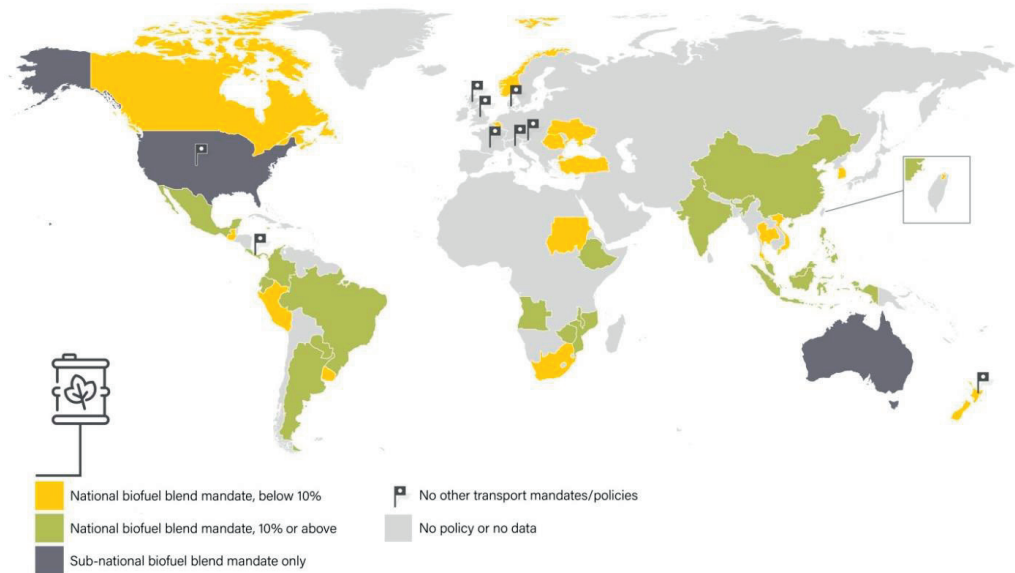 National biofuel blend mandate, below 10%
National biofuel blend mandate, 10% or above
Sub-national biofuel blend mandate only
No other transport mandates/policies
No policy or no data